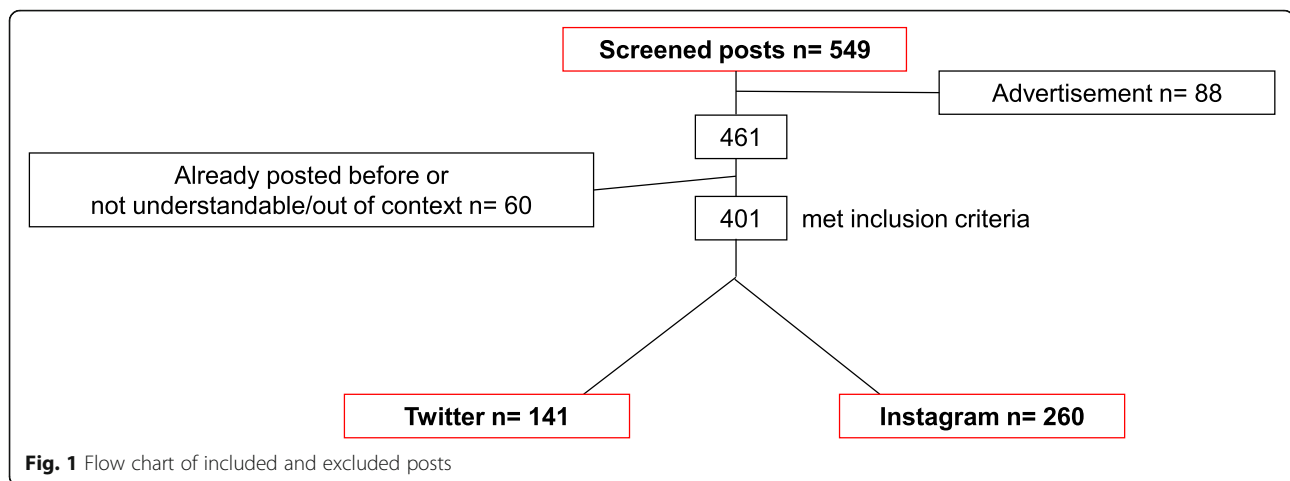 Screened posts n= 549
Advertisement n= 88
461
Already posted before or
not understandable/out of context n= 60
401
met inclusion criteria
Twitter n= 141
Instagram n= 260
Fig. 1 Flow chart of included and excluded posts